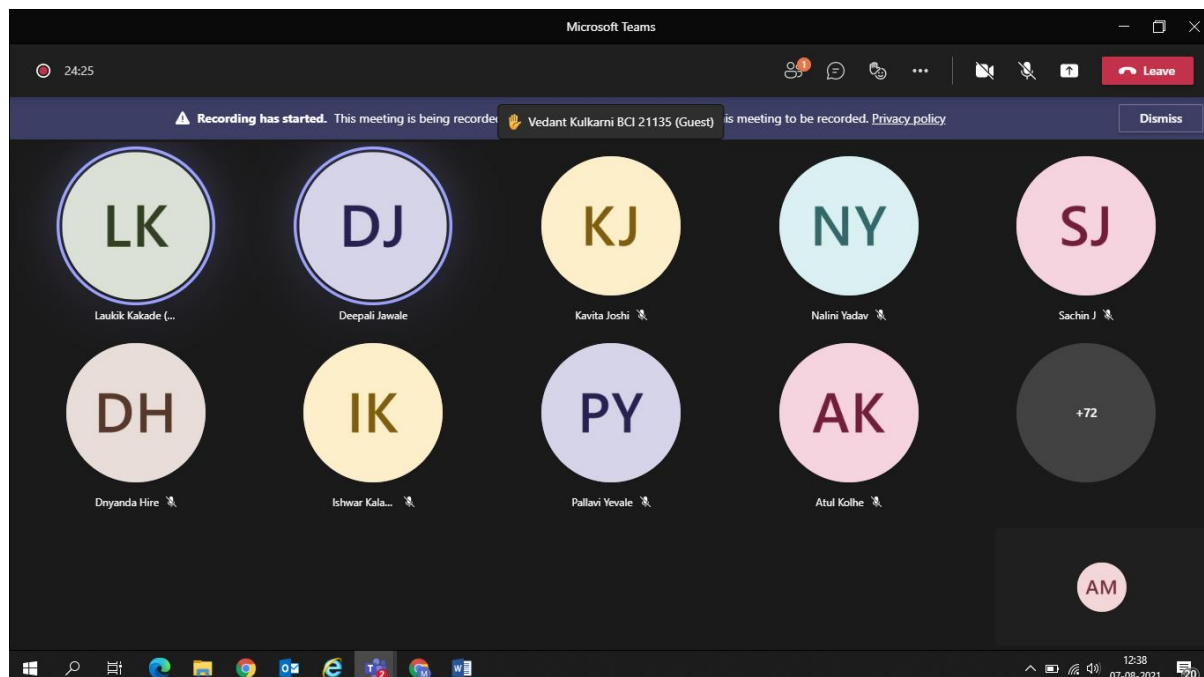 Microsoft Teams
24:25
1
Leave
Recording has started. This meeting is being recorde
Vedant Kulkarni BCI 21135 (Guest)
is meeting to be recorded. Privacy policy
Dismiss
LK
DJ
KJ
NY
SJ
Laukik Kakade (...
Deepali Jawale
Kavita Joshi
Nalini Yadav
Sachin J
DH
IK
PY
AK
+72
Dnyanda Hire
Ishwar Kala...
Pallavi Yevale
Atul Kolhe
AM
12:38
07-08-2021
20